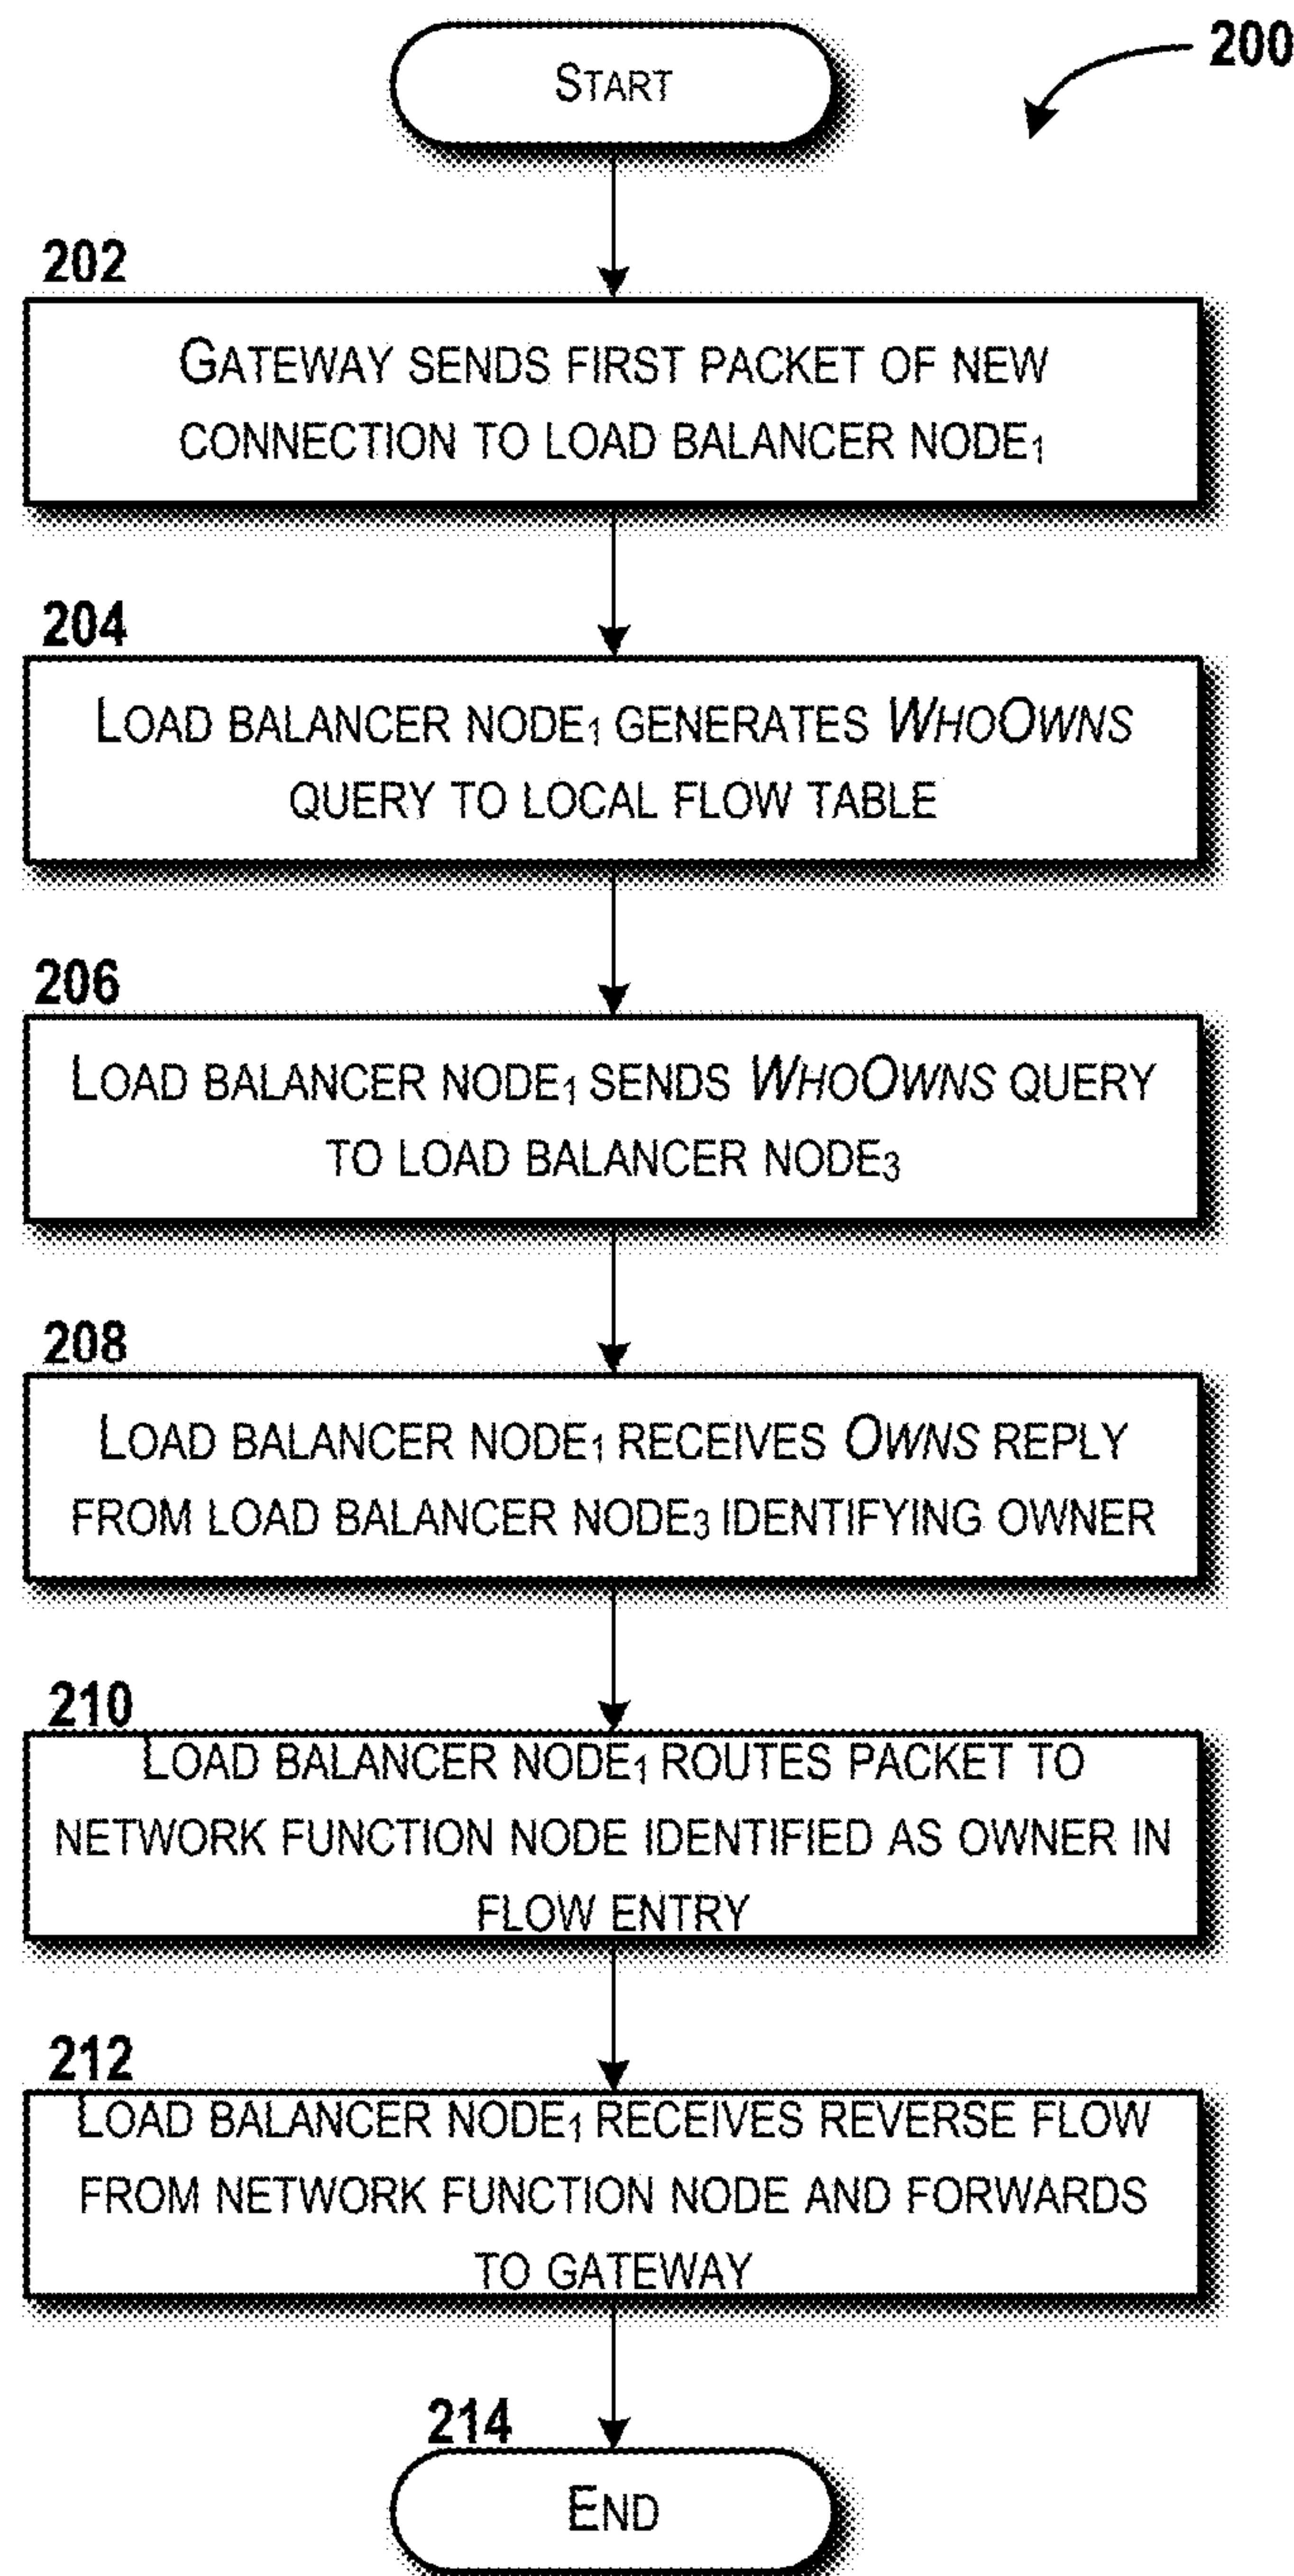 START
200
202
GATEWAY SENDS FIRST PACKET OF NEW
CONNECTION TO LOAD BALANCER NODE₁
204
LOAD BALANCER NODE₁ GENERATES WHOOWNS
QUERY TO LOCAL FLOW TABLE
206
LOAD BALANCER NODE₁ SENDS WHOOWNS QUERY
TO LOAD BALANCER NODE₃
208
LOAD BALANCER NODE₁ RECEIVES OWNS REPLY
FROM LOAD BALANCER NODE₃ IDENTIFYING OWNER
210
LOAD BALANCER NODE₁ ROUTES PACKET TO
NETWORK FUNCTION NODE IDENTIFIED AS OWNER IN
FLOW ENTRY
212
LOAD BALANCER NODE₁ RECEIVES REVERSE FLOW
FROM NETWORK FUNCTION NODE AND FORWARDS
TO GATEWAY
214
END